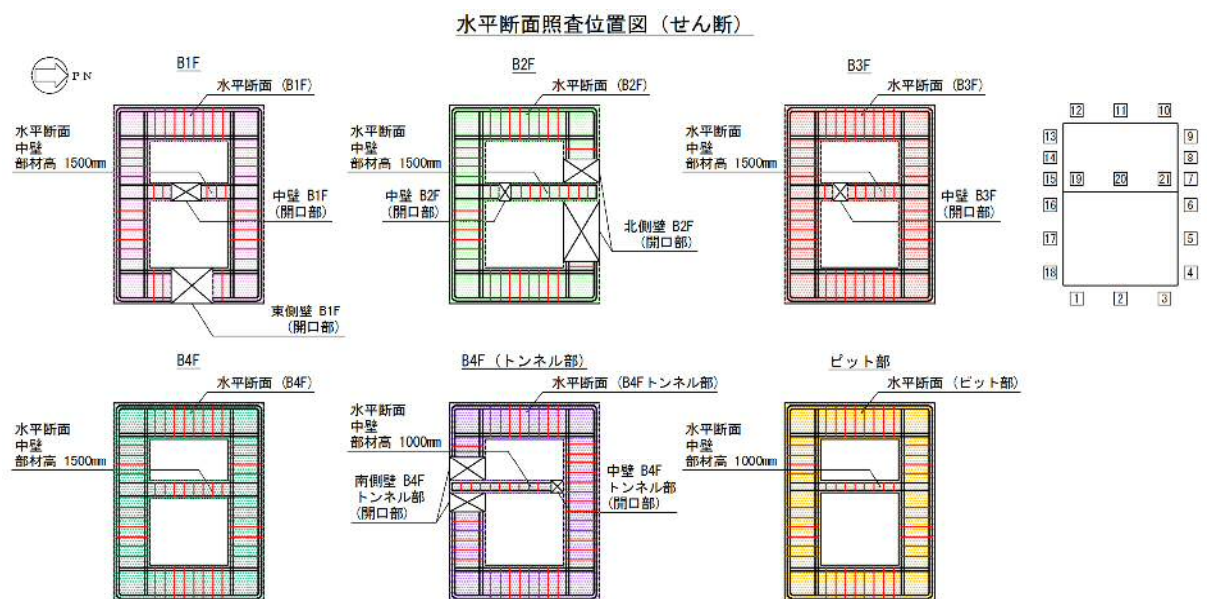 水平断面照査位置図（せん断）
PN
B1F
水平断面（B1F）
水平断面
中壁
部材高 1500mm
中壁 B1F
（開口部）
東側壁 B1F
（開口部）
B2F
水平断面（B2F）
水平断面
中壁
部材高 1500mm
中壁 B2F
（開口部）
北側壁 B2F
（開口部）
B3F
水平断面（B3F）
水平断面
中壁
部材高 1500mm
中壁 B3F
（開口部）
12 11 10
13 9
14 8
15 19 20 21 7
16 6
17 5
18 4
1 2 3
B4F
水平断面（B4F）
水平断面
中壁
部材高 1500mm
B4F（トンネル部）
水平断面（B4Fトンネル部）
水平断面
中壁
部材高 1000mm
南側壁 B4F
トンネル部
（開口部）
中壁 B4F
トンネル部
（開口部）
ピット部
水平断面（ピット部）
水平断面
中壁
部材高 1000mm